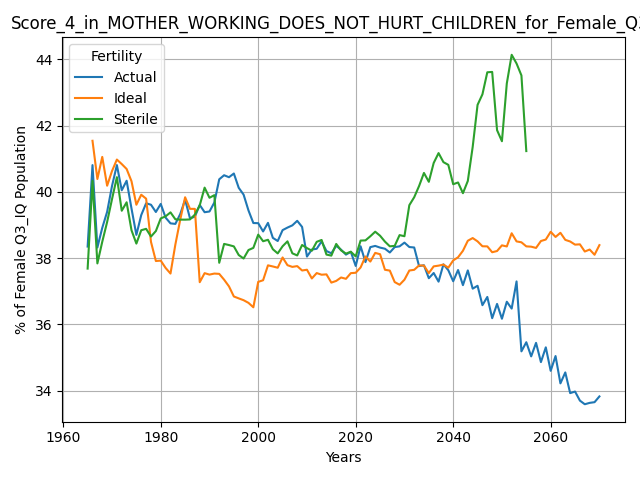 Score_4_in_MOTHER_WORKING_DOES_NOT_HURT_CHILDREN_for_Female_Q3
Fertility
Actual
Ideal
Sterile
% of Female Q3_IQ Population
44
42
40
38
36
34
1960
1980
2000
2020
2040
2060
Years